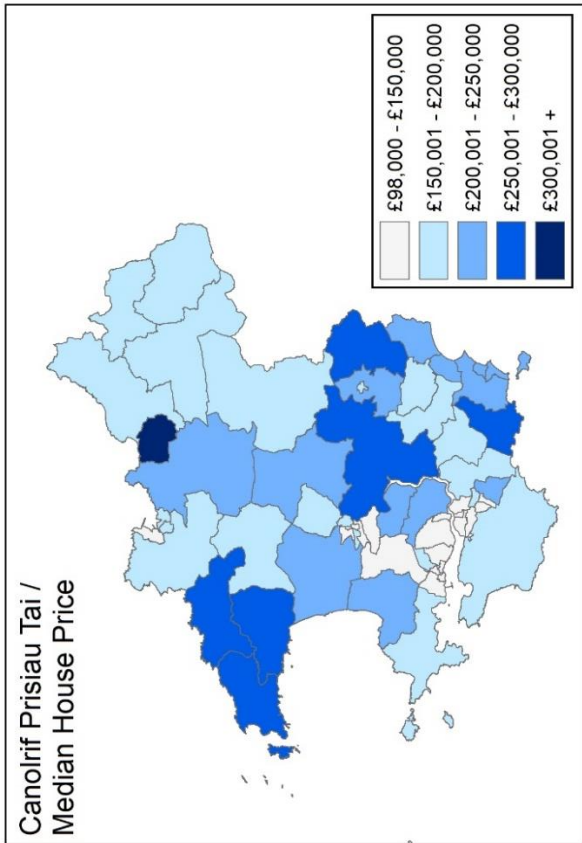 Canolrif Prisiau Tai /
Median House Price
£98,000 - £150,000
£150,001 - £200,000
£200,001 - £250,000
£250,001 - £300,000
£300,001 +